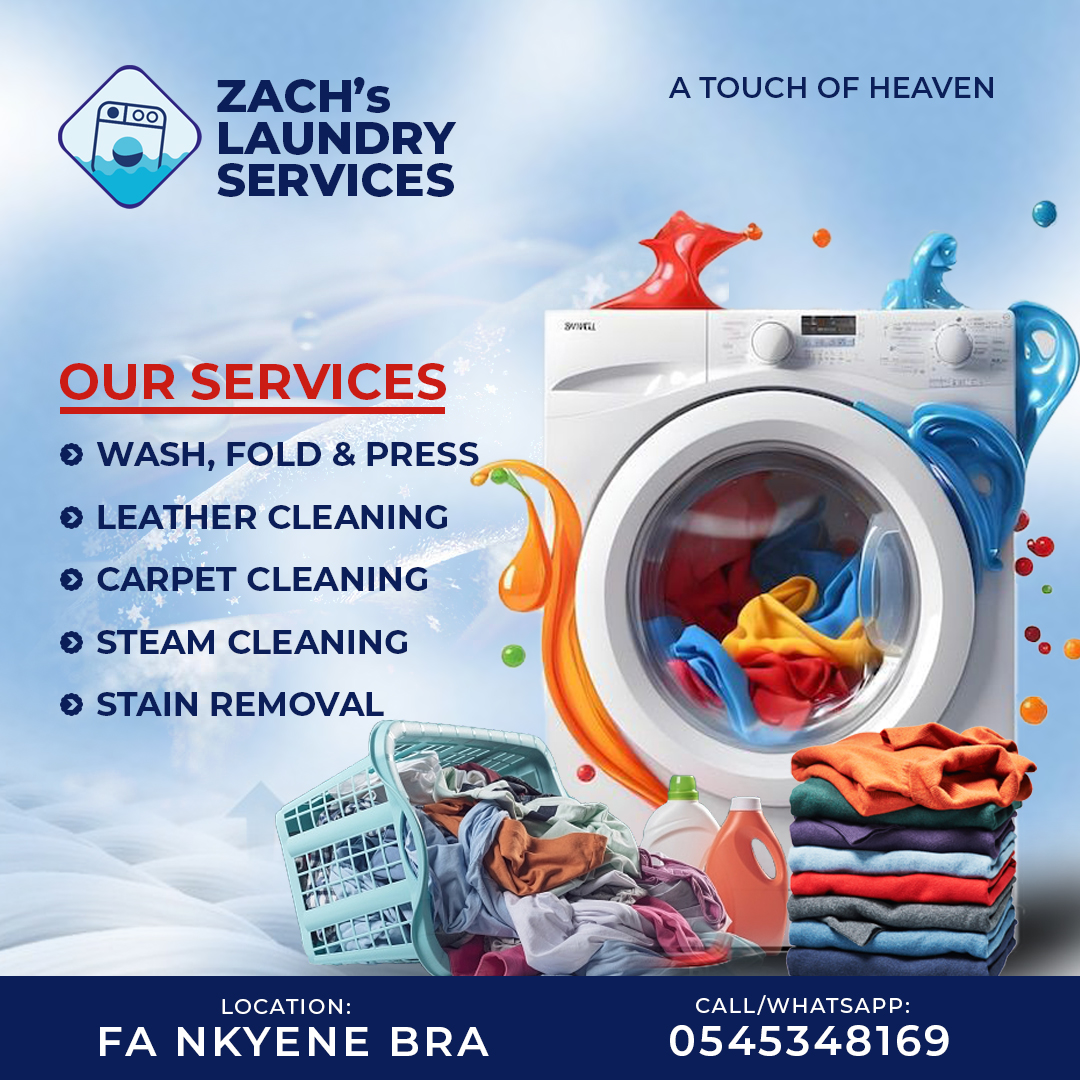 ZACH's
LAUNDRY
SERVICES
A TOUCH OF HEAVEN
OUR SERVICES
WASH, FOLD & PRESS
LEATHER CLEANING
CARPET CLEANING
STEAM CLEANING
STAIN REMOVAL
LOCATION:
FA NKYENE BRA
CALL/WHATSAPP:
0545348169